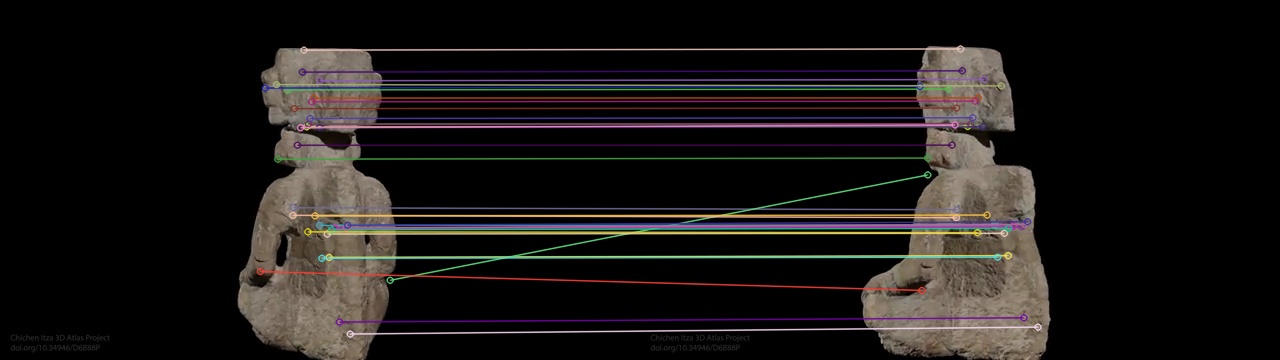 Chichen Itza 3D Atlas Project
doi.org/10.34946/D6B88P
Chichen Itza 3D Atlas Project
doi.org/10.34946/D6B88P